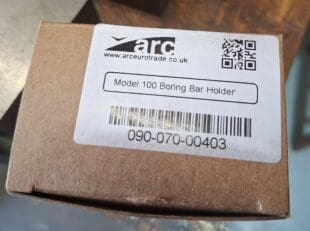 arc
www.arceurotrade.co.uk
Model 100 Boring Bar Holder
090-070-00403